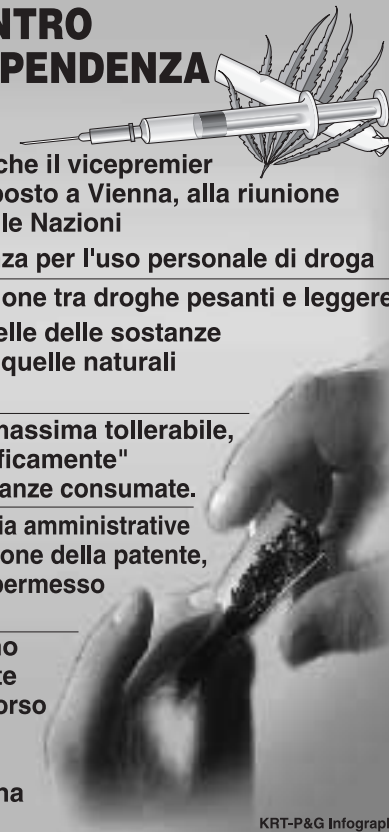 NTRO
PENDENZA
che il vicepremier
posto a Vienna, alla riunione
le Nazioni
za per l'uso personale di droga
one tra droghe pesanti e leggere
elle delle sostanze
quelle naturali
massima tollerabile,
ficamente"
anze consumate.
ia amministrative
one della patente,
permesso
no
te
orso
na
KRT-P&G Infograph